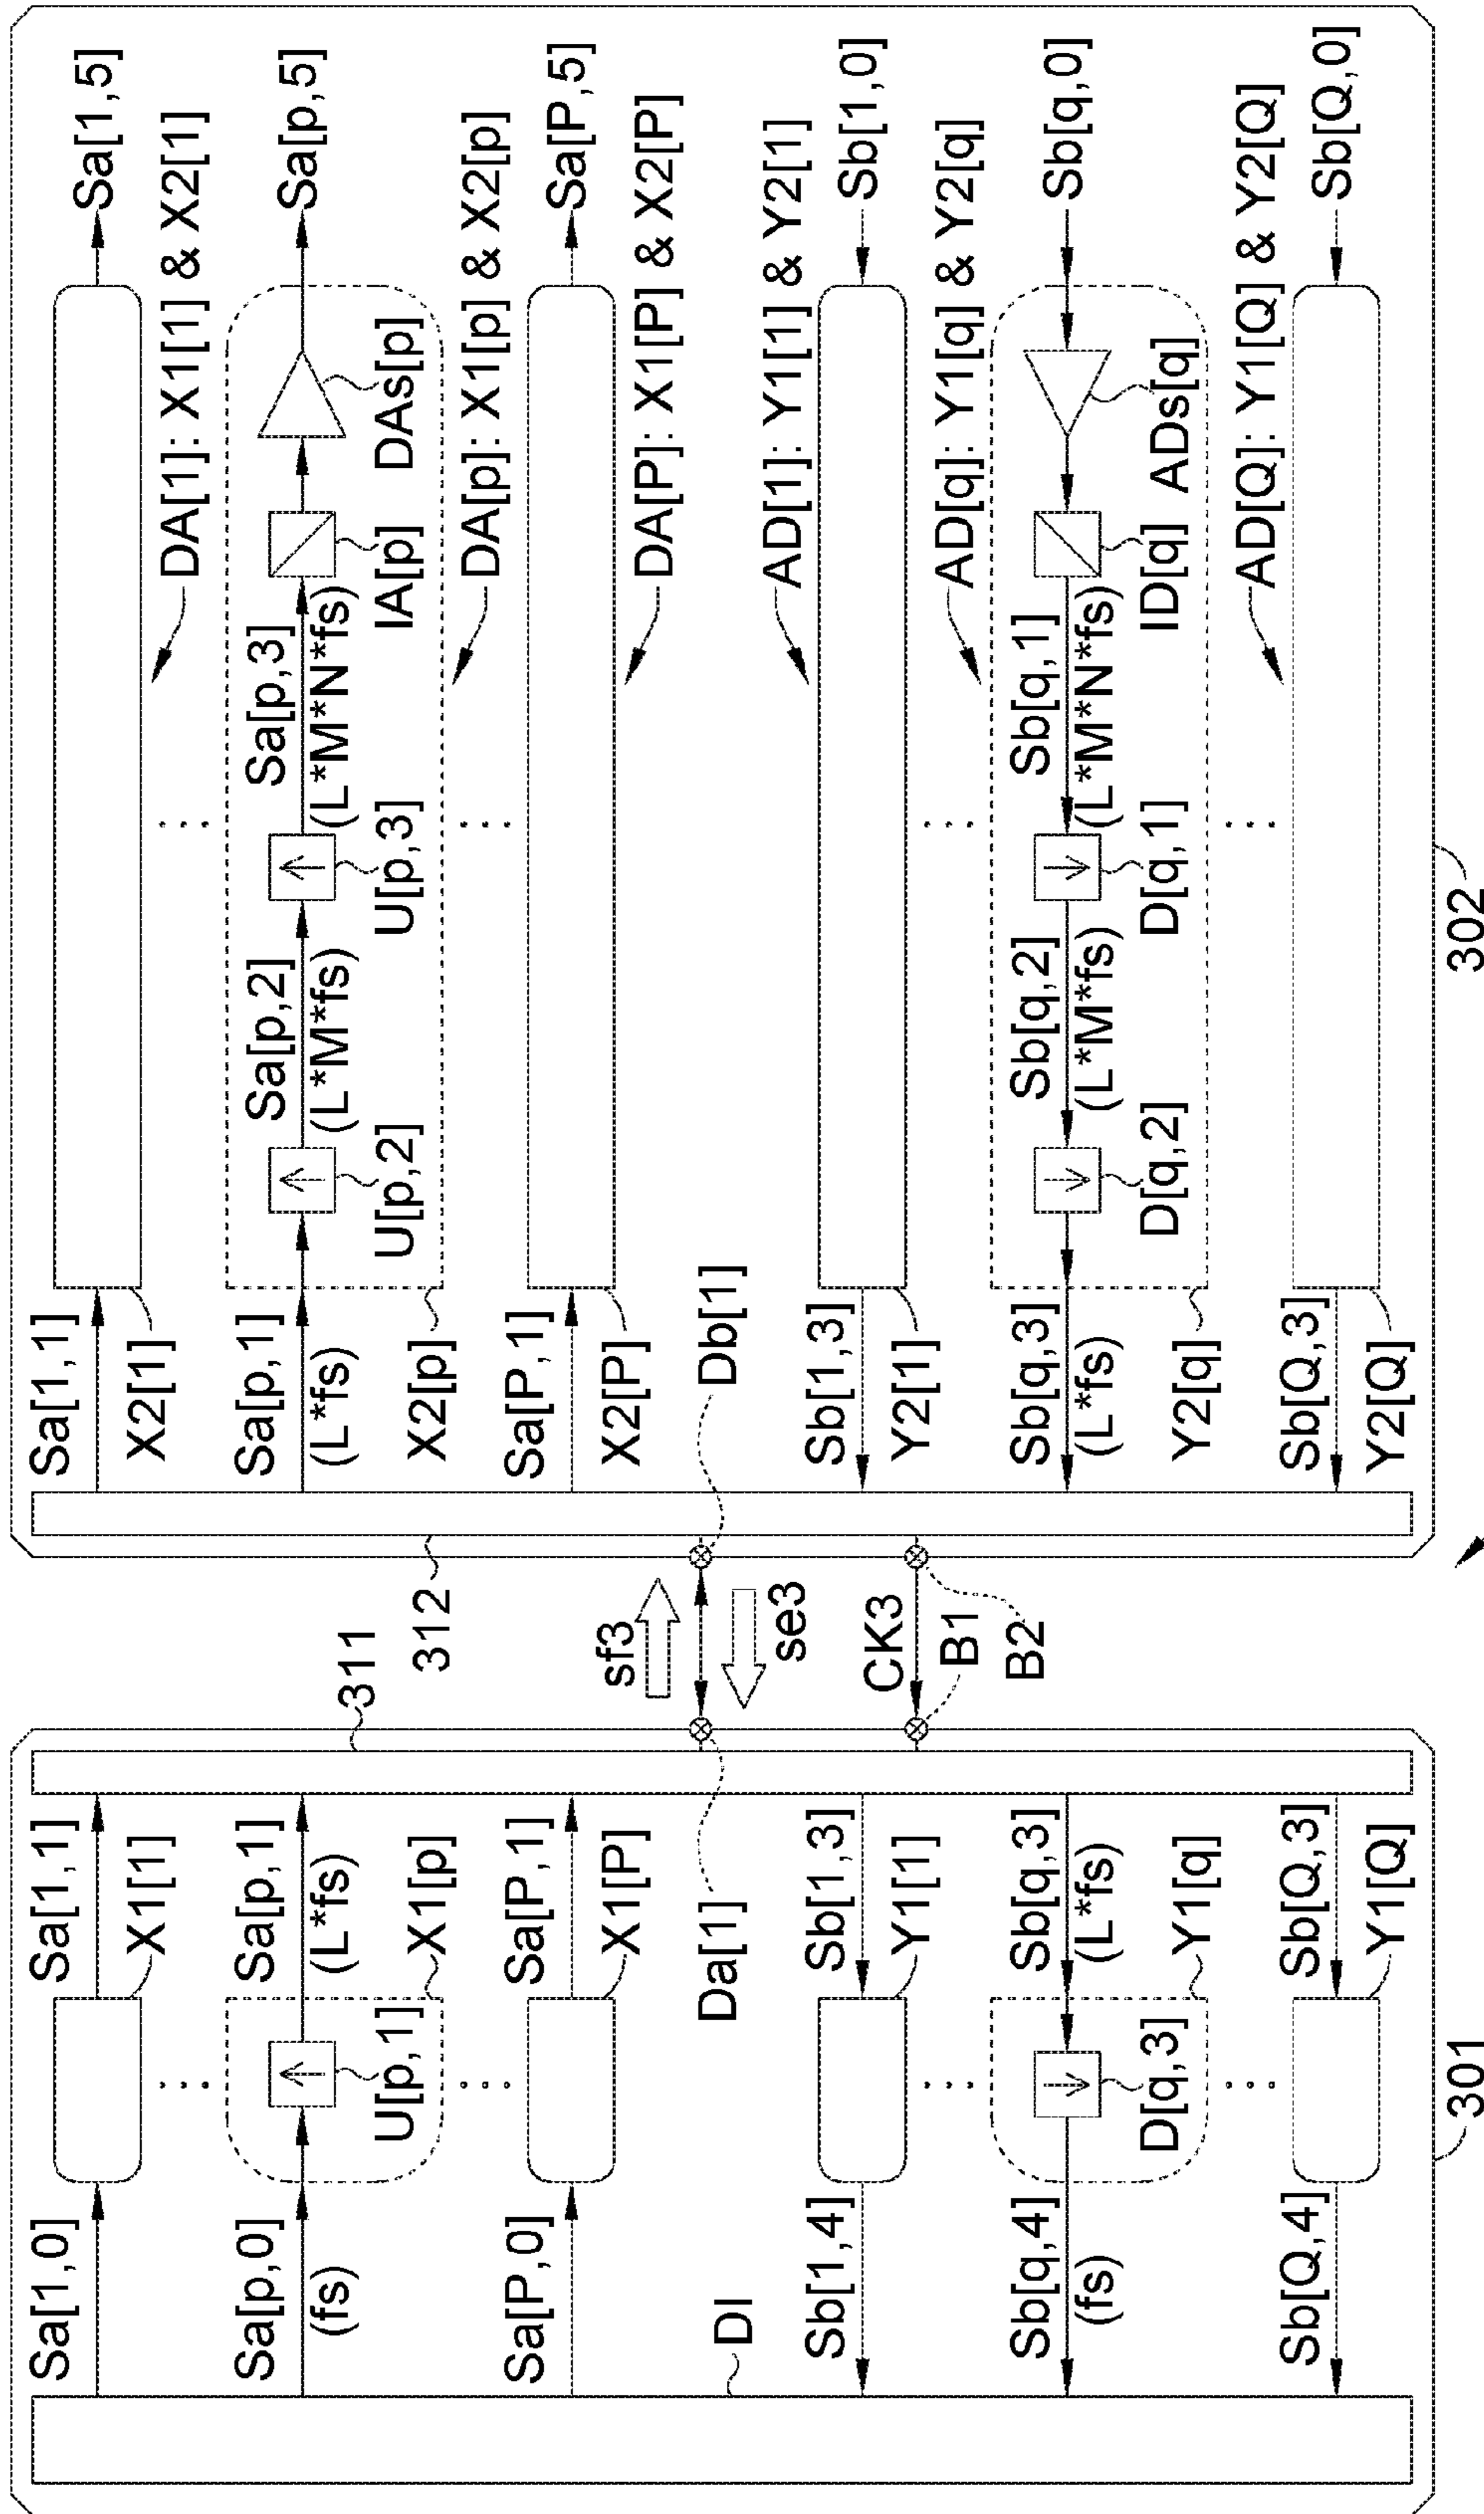 Sa[1,0]
Sa[1,1]
X1[1]
Sa[p,0]
(fs)
U[p,1]
Sa[p,1]
(L*fs)
X1[p]
Sa[P,0]
Sa[P,1]
X1[P]
DI
Da[1]
Sb[1,4]
Sb[1,3]
Y1[1]
Sb[q,4]
(fs)
D[q,3]
Sb[q,3]
(L*fs)
Y1[q]
Sb[Q,4]
Sb[Q,3]
Y1[Q]
301
311
312
sf3
se3
CK3
B1
B2
Sa[1,1]
X2[1]
Sa[1,5]
DA[1]: X1[1] & X2[1]
Sa[p,1]
(L*fs)
X2[p]
U[p,2]
Sa[p,2]
(L*M*fs)
U[p,3]
Sa[p,3]
(L*M*N*fs)
IA[p]
DAs[p]
Sa[p,5]
DA[p]: X1[p] & X2[p]
Sa[P,1]
X2[P]
Sa[P,5]
DA[P]: X1[P] & X2[P]
Db[1]
AD[1]: Y1[1] & Y2[1]
Sb[1,3]
Y2[1]
Sb[1,0]
AD[q]: Y1[q] & Y2[q]
Sb[q,3]
(L*fs)
Y2[q]
D[q,2]
Sb[q,2]
(L*M*fs)
D[q,1]
Sb[q,1]
(L*M*N*fs)
ID[q]
ADs[q]
Sb[q,0]
AD[Q]: Y1[Q] & Y2[Q]
Sb[Q,3]
Y2[Q]
Sb[Q,0]
302